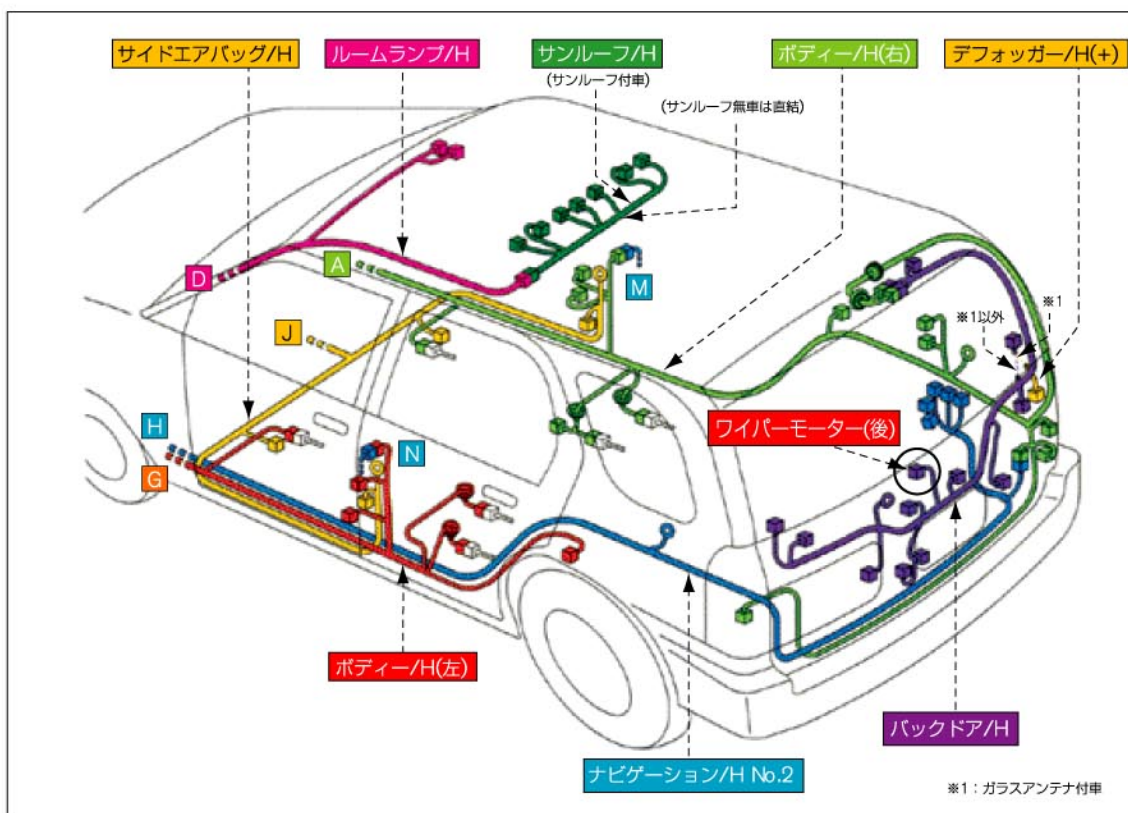 サイドエアバッグ/H
ルームランプ/H
サンルーフ/H
(サンルーフ付車)
(サンルーフ無車は直結)
ボディー/H(右)
デフォッガー/H(+)
D
A
M
J
※1以外
※1
H
G
N
ワイパーモーター(後)
ボディー/H(左)
ナビゲーション/H No.2
バックドア/H
※1：ガラスアンテナ付車